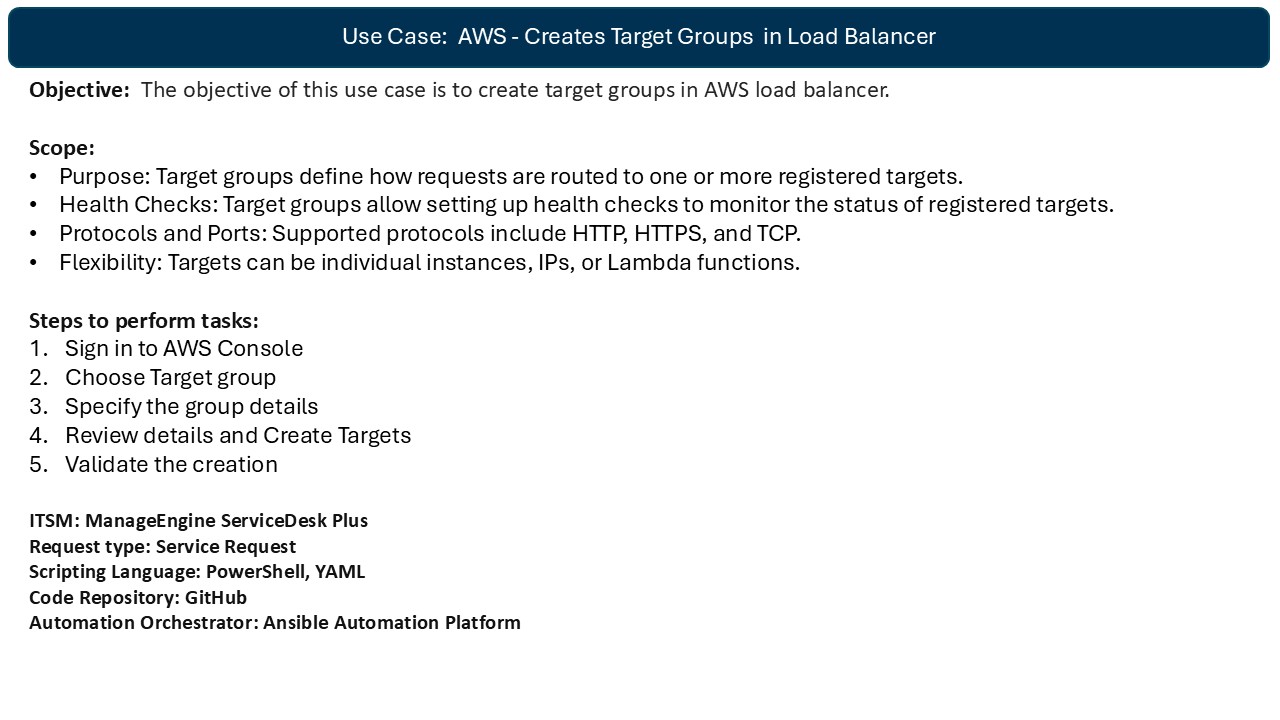 Use Case:  AWS - Creates Target Groups  in Load Balancer
Objective:  The objective of this use case is to create target groups in AWS load balancer.
Scope:
• Purpose: Target groups define how requests are routed to one or more registered targets.
• Health Checks: Target groups allow setting up health checks to monitor the status of registered targets.
• Protocols and Ports: Supported protocols include HTTP, HTTPS, and TCP.
• Flexibility: Targets can be individual instances, IPs, or Lambda functions.
Steps to perform tasks:
1. Sign in to AWS Console
2. Choose Target group
3. Specify the group details
4. Review details and Create Targets
5. Validate the creation
ITSM: ManageEngine ServiceDesk Plus
Request type: Service Request
Scripting Language: PowerShell, YAML
Code Repository: GitHub
Automation Orchestrator: Ansible Automation Platform